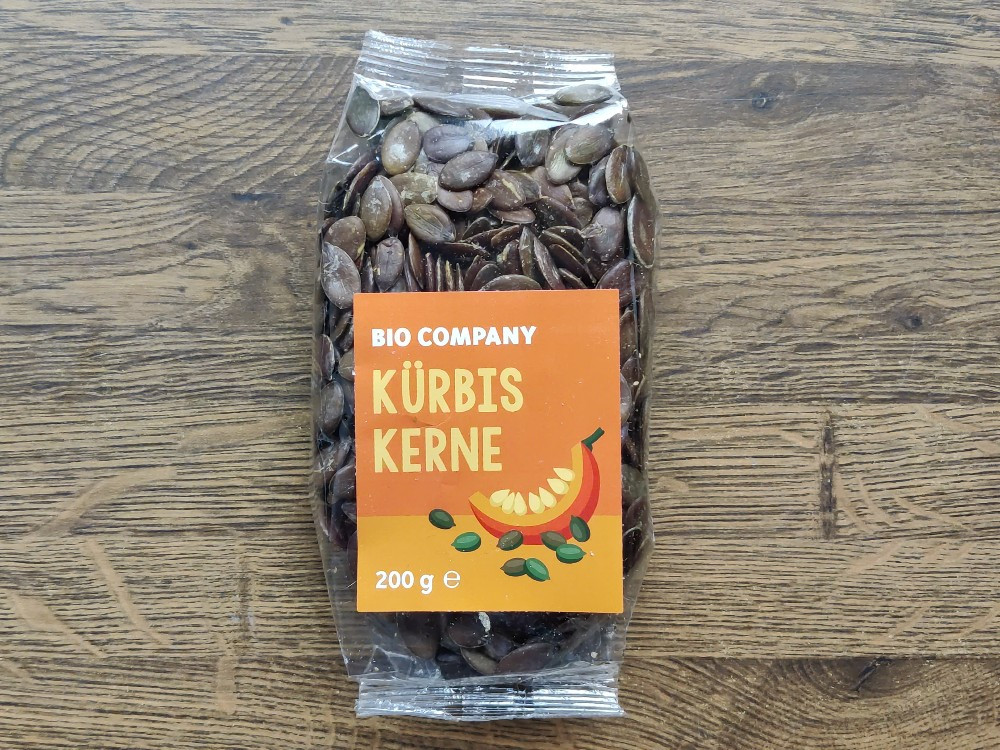 BIO COMPANY
KÜRBIS
KERNE
200 g ℮